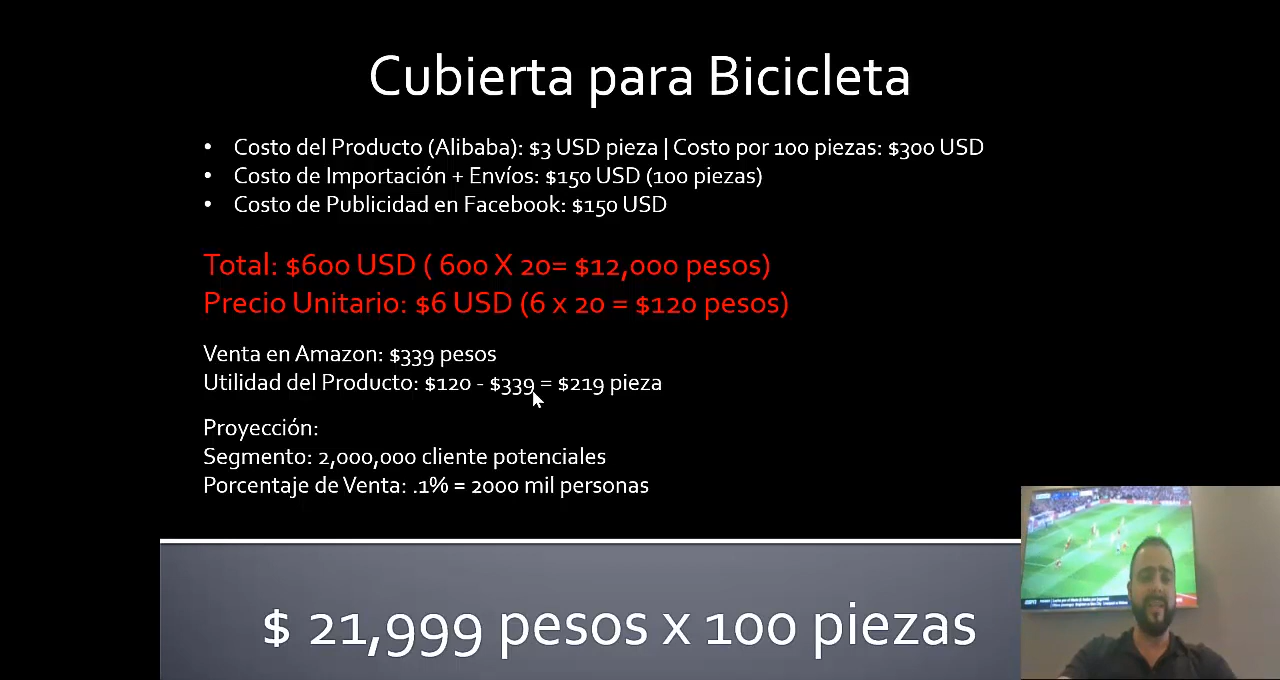 Cubierta para Bicicleta
• Costo del Producto (Alibaba): $3 USD pieza | Costo por 100 piezas: $300 USD
• Costo de Importación + Envíos: $150 USD (100 piezas)
• Costo de Publicidad en Facebook: $150 USD
Total: $600 USD ( 600 X 20= $12,000 pesos)
Precio Unitario: $6 USD (6 x 20 = $120 pesos)
Venta en Amazon: $339 pesos
Utilidad del Producto: $120 - $339 = $219 pieza
Proyección:
Segmento: 2,000,000 cliente potenciales
Porcentaje de Venta: .1% = 2000 mil personas
$ 21,999 pesos x 100 piezas